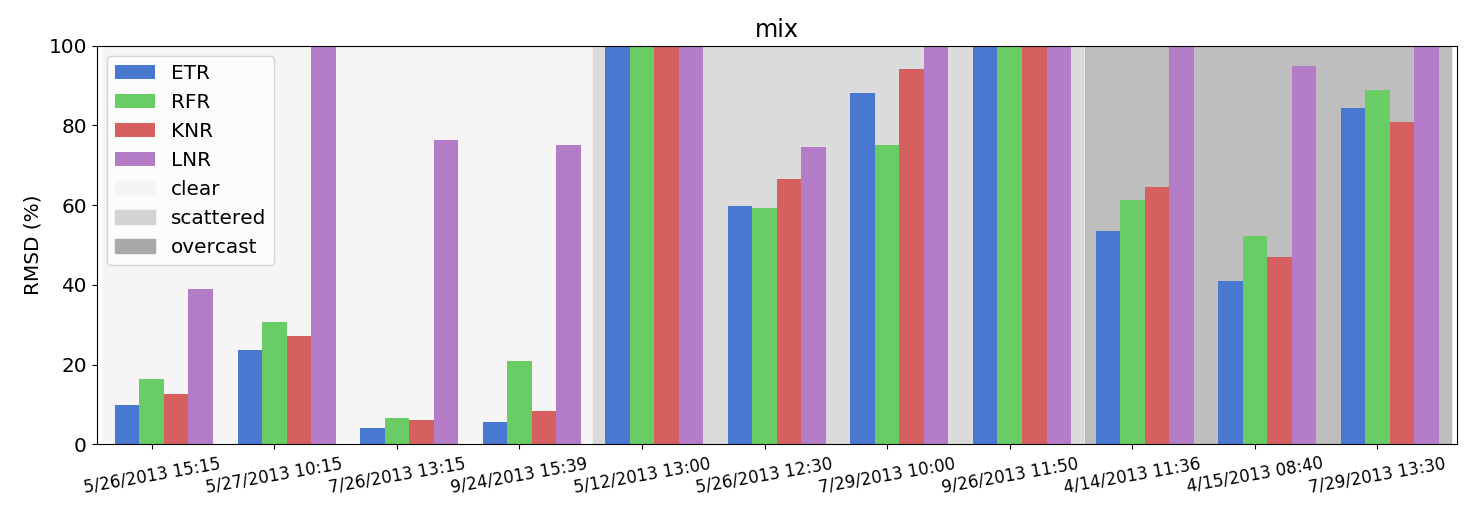 mix
100
80
60
40
20
0
RMSD (%)
ETR
RFR
KNR
LNR
clear
scattered
overcast
5/26/2013 15:15
5/27/2013 10:15
7/26/2013 13:15
9/24/2013 15:39
5/12/2013 13:00
5/26/2013 12:30
7/29/2013 10:00
9/26/2013 11:50
4/14/2013 11:36
4/15/2013 08:40
7/29/2013 13:30